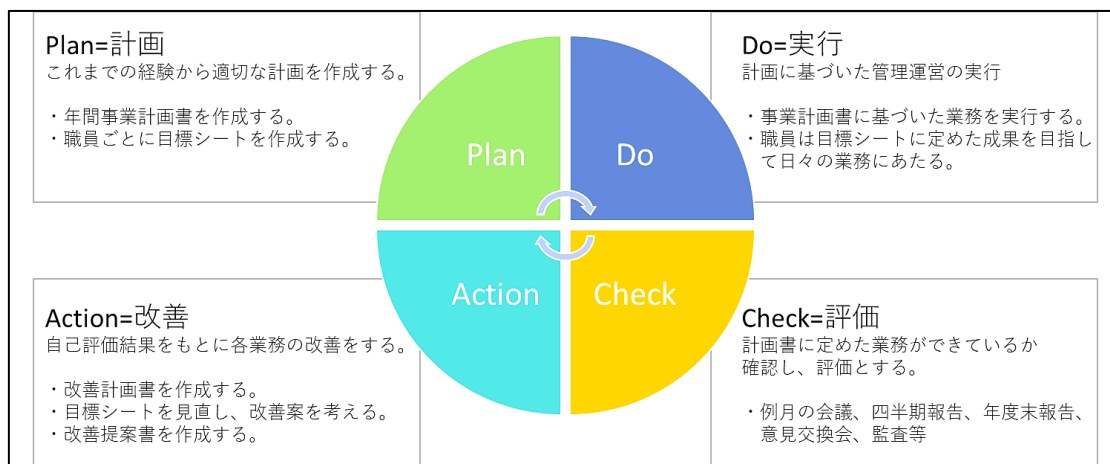 Plan=計画
これまでの経験から適切な計画を作成する。
・年間事業計画書を作成する。
・職員ごとに目標シートを作成する。
Do=実行
計画に基づいた管理運営の実行
・事業計画書に基づいた業務を実行する。
・職員は目標シートに定めた成果を目指し
て日々の業務にあたる。
Plan
Do
Action
Check
Action=改善
自己評価結果をもとに各業務の改善をする。
・改善計画書を作成する。
・目標シートを見直し、改善案を考える。
・改善提案書を作成する。
Check=評価
計画書に定めた業務ができているか
確認し、評価とする。
・例月の会議、四半期報告、年度末報告、
意見交換会、監査等